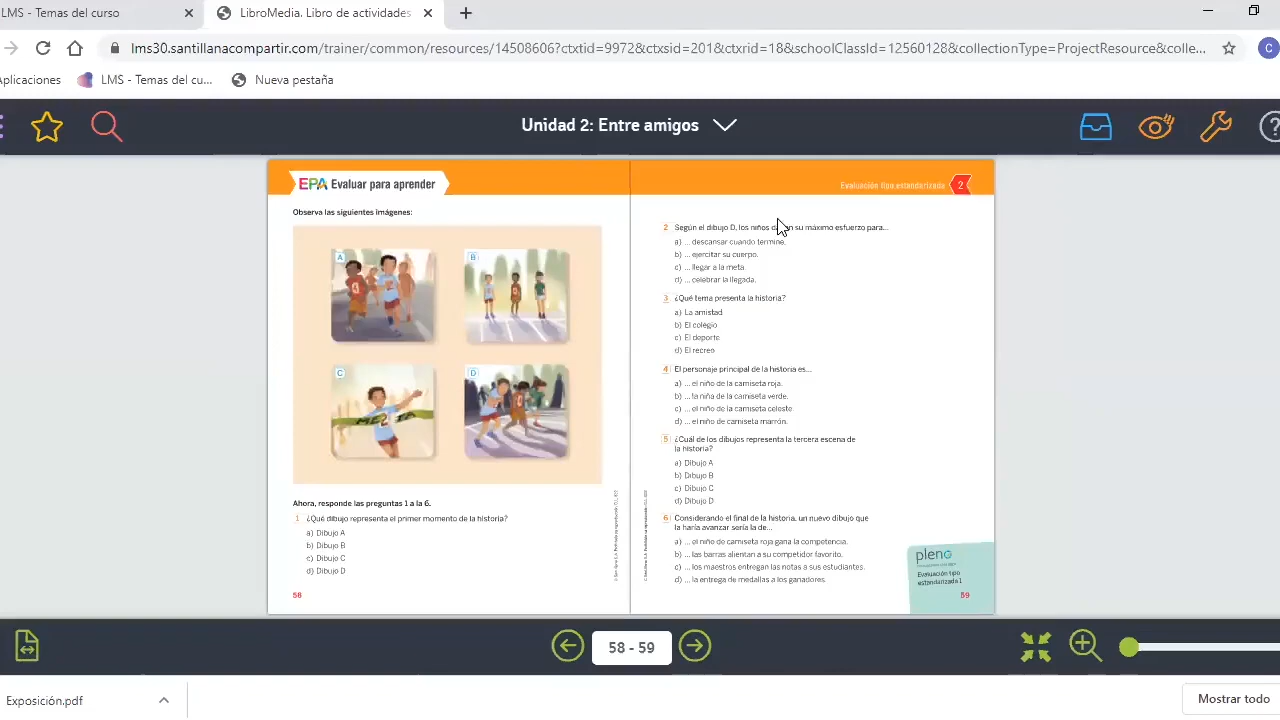 LMS - Temas del curso
LibroMedia. Libro de actividades
lms30.santillanacompartir.com/trainer/common/resources/14508606?ctxtid=9972&ctxsid=201&ctxrid=18&schoolClassId=12560128&collectionType=ProjectResource&colle...
C
plicaciones
LMS - Temas del cu...
Nueva pestaña
Unidad 2: Entre amigos
EPA Evaluar para aprender
Observa las siguientes imágenes:
A
B
C
D
Ahora, responde las preguntas 1 a la 6.
1 ¿Qué dibujo representa el primer momento de la historia?
a) Dibujo A
b) Dibujo B
c) Dibujo C
d) Dibujo D
58
Evaluación tipo estandarizada 2
2 Según el dibujo D, los niños su máximo esfuerzo para...
a) ... descansar cuando termine.
b) ... ejercitar su cuerpo.
c) ... llegar a la meta.
d) ... celebrar la llegada.
3 ¿Qué tema presenta la historia?
a) La amistad
b) El colegio
c) El deporte
d) El recreo
4 El personaje principal de la historia es...
a) ... el niño de la camiseta roja.
b) ... la niña de la camiseta verde.
c) ... el niño de la camiseta celeste.
d) ... el niño de camiseta marrón.
5 ¿Cuál de los dibujos representa la tercera escena de
la historia?
a) Dibujo A
b) Dibujo B
c) Dibujo C
d) Dibujo D
6 Considerando el final de la historia, un nuevo dibujo que
la haría avanzar sería la de...
a) ... el niño de camiseta roja gana la competencia.
b) ... las barras alientan a su competidor favorito.
c) ... los maestros entregan las notas a sus estudiantes.
d) ... la entrega de medallas a los ganadores.
pleno
Evaluación tipo
estandarizada 1
59
58 - 59
Exposición.pdf
Mostrar todo